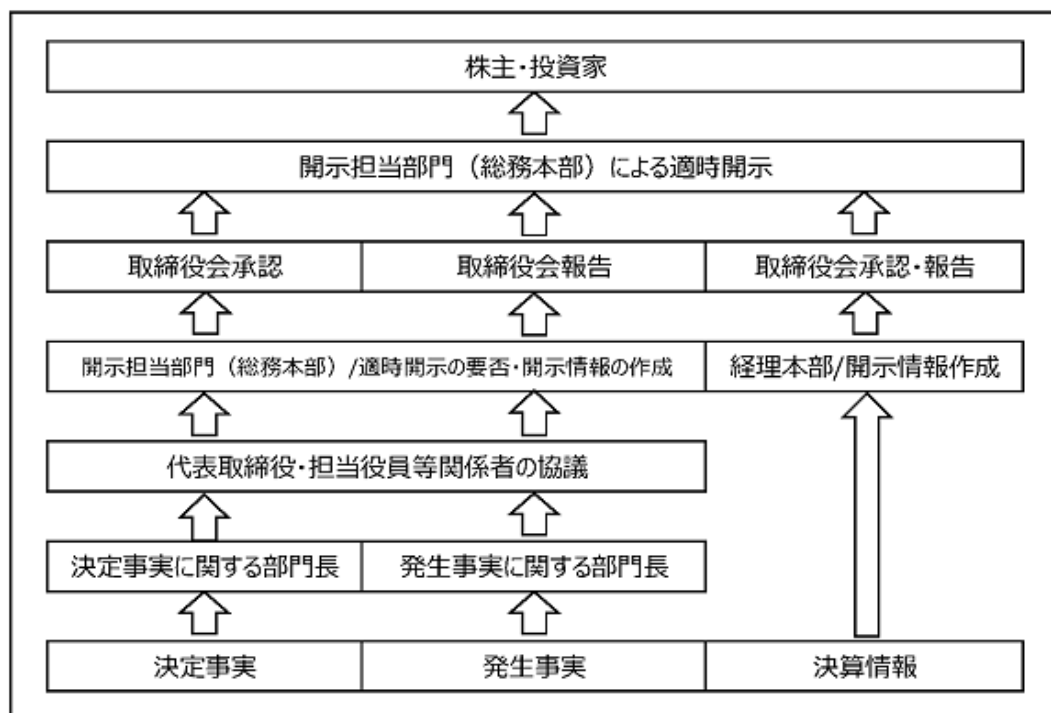 株主・投資家
開示担当部門（総務本部）による適時開示
取締役会承認
取締役会報告
取締役会承認・報告
開示担当部門（総務本部）/適時開示の要否・開示情報の作成
経理本部/開示情報作成
代表取締役・担当役員等関係者の協議
決定事実に関する部門長
発生事実に関する部門長
決定事実
発生事実
決算情報